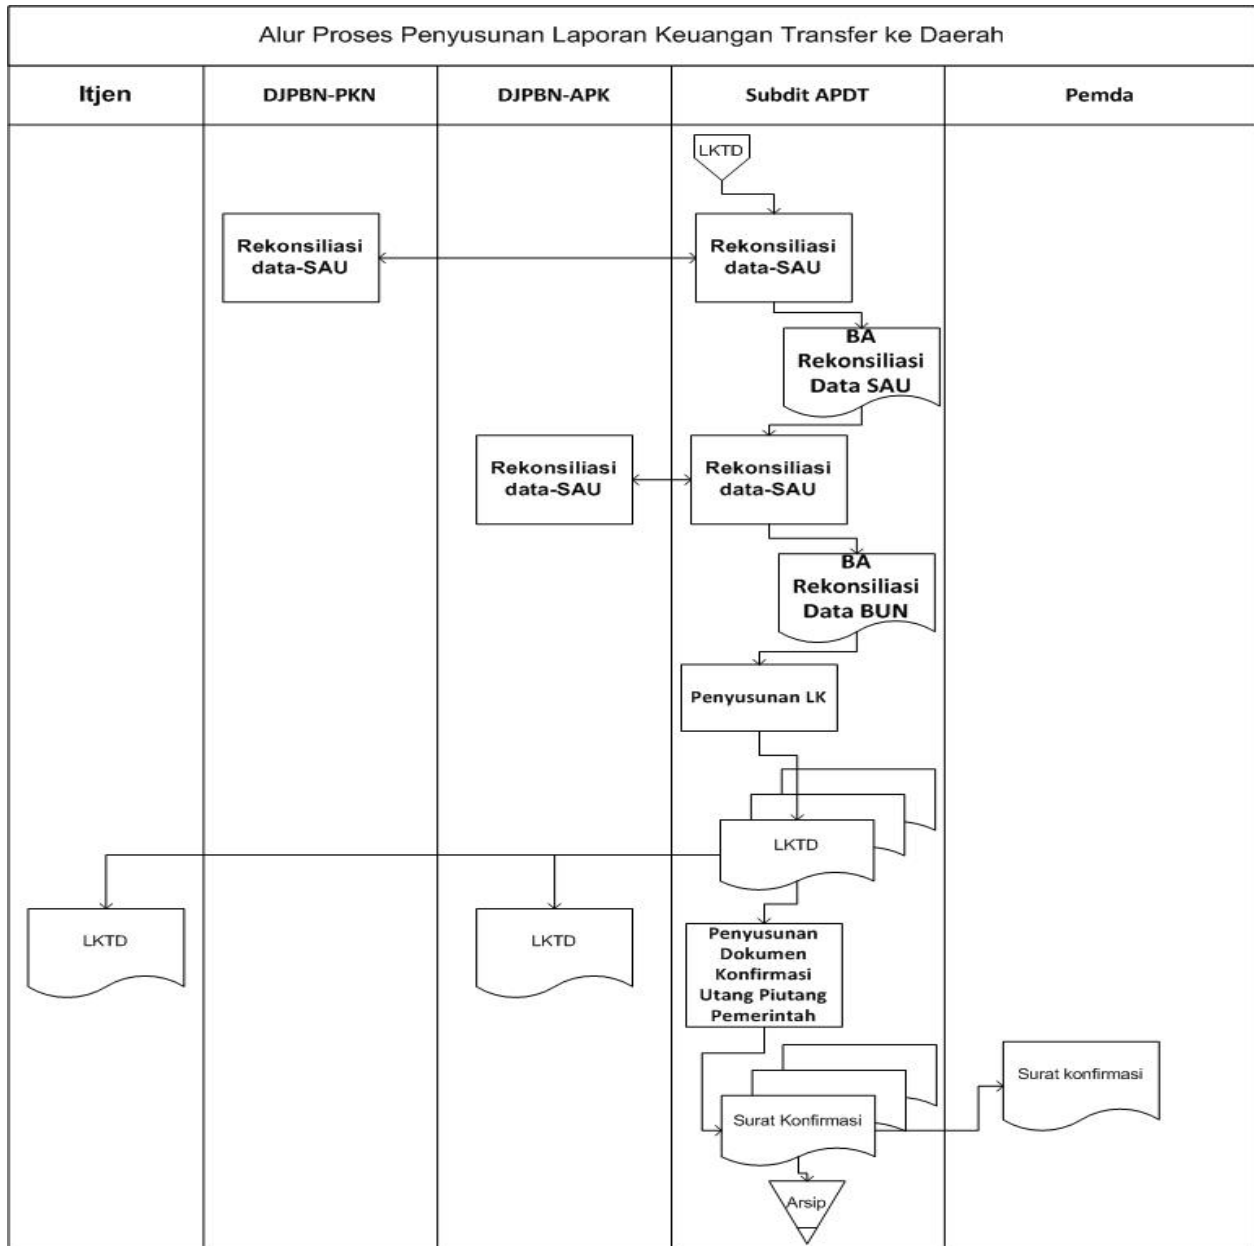 Alur Proses Penyusunan Laporan Keuangan Transfer ke Daerah
Itjen
DJPBN-PKN
DJPBN-APK
Subdit APDT
Pemda
LKTD
Rekonsiliasi
data-SAU
Rekonsiliasi
data-SAU
BA
Rekonsiliasi
Data SAU
Rekonsiliasi
data-SAU
Rekonsiliasi
data-SAU
BA
Rekonsiliasi
Data BUN
Penyusunan LK
LKTD
LKTD
LKTD
Penyusunan
Dokumen
Konfirmasi
Utang Piutang
Pemerintah
Surat Konfirmasi
Surat konfirmasi
Arsip